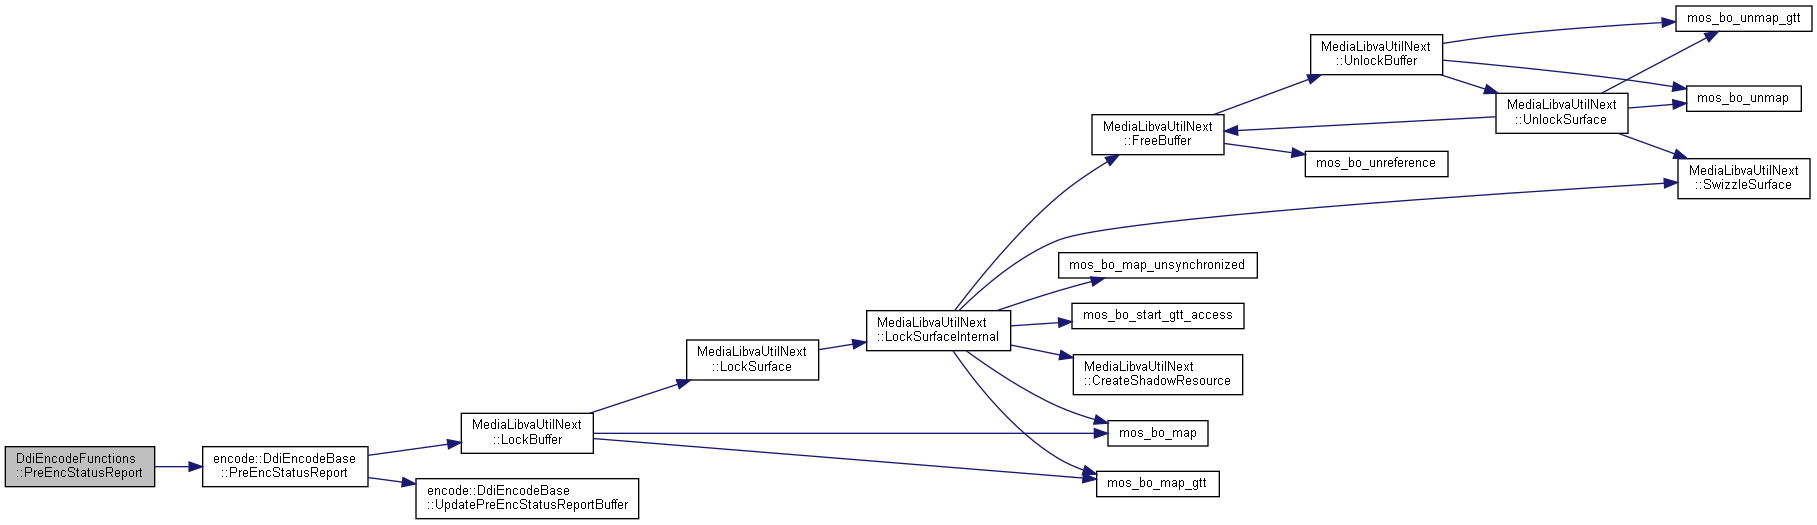 mos_bo_unmap_gtt
MediaLibvaUtilNext
::UnlockBuffer
mos_bo_unmap
MediaLibvaUtilNext
::UnlockSurface
MediaLibvaUtilNext
::FreeBuffer
mos_bo_unreference
MediaLibvaUtilNext
::SwizzleSurface
mos_bo_map_unsynchronized
mos_bo_start_gtt_access
MediaLibvaUtilNext
::LockSurfaceInternal
MediaLibvaUtilNext
::LockSurface
MediaLibvaUtilNext
::CreateShadowResource
MediaLibvaUtilNext
::LockBuffer
mos_bo_map
DdiEncodeFunctions
::PreEncStatusReport
encode::DdiEncodeBase
::PreEncStatusReport
mos_bo_map_gtt
encode::DdiEncodeBase
::UpdatePreEncStatusReportBuffer